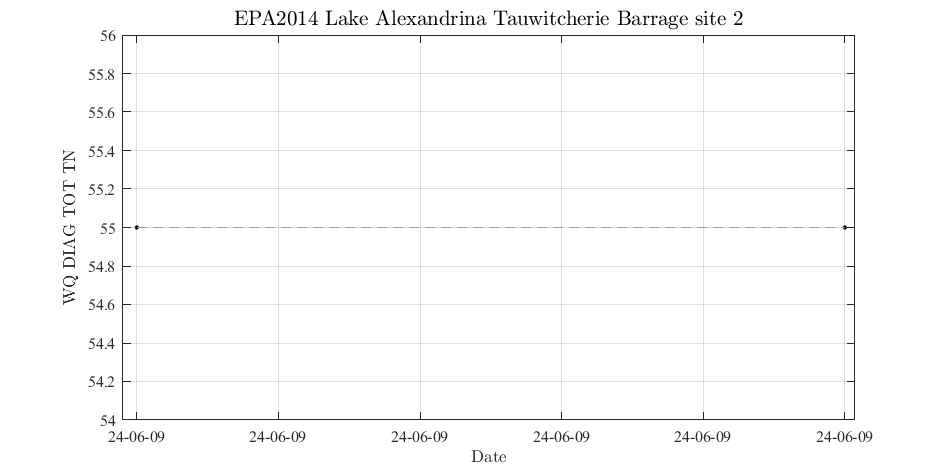 EPA2014 Lake Alexandrina Tauwitcherie Barrage site 2
56
55.8
55.6
55.4
55.2
55
54.8
54.6
54.4
54.2
54
WQ DIAG TOT TN
24-06-09 24-06-09 24-06-09 24-06-09 24-06-09 24-06-09
Date